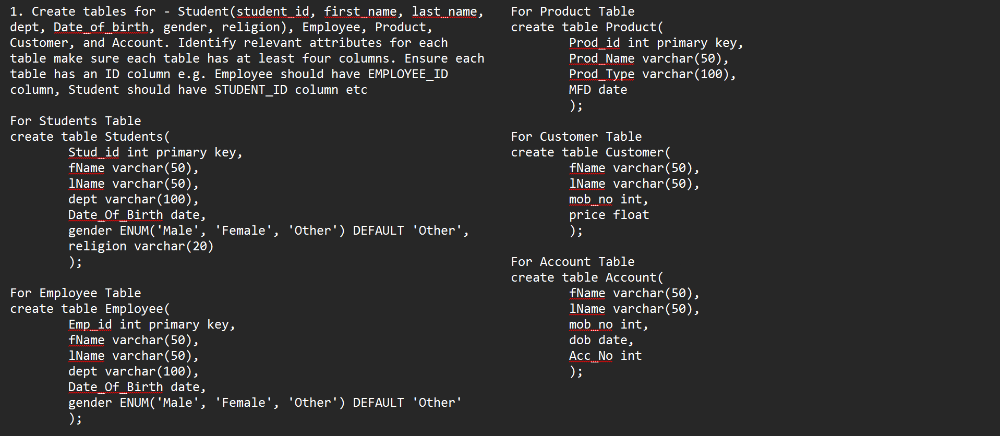 1. Create tables for - Student(student_id, first_name, last_name,
dept, Date_of_birth, gender, religion), Employee, Product,
Customer, and Account. Identify relevant attributes for each
table make sure each table has at least four columns. Ensure each
table has an ID column e.g. Employee should have EMPLOYEE_ID
column, Student should have STUDENT_ID column etc
For Students Table
create table Students(
Stud_id int primary key,
fName varchar(50),
lName varchar(50),
dept varchar(100),
Date_Of_Birth date,
gender ENUM('Male', 'Female', 'Other') DEFAULT 'Other',
religion varchar(20)
);
For Employee Table
create table Employee(
Emp_id int primary key,
fName varchar(50),
lName varchar(50),
dept varchar(100),
Date_Of_Birth date,
gender ENUM('Male', 'Female', 'Other') DEFAULT 'Other'
);
For Product Table
create table Product(
Prod_id int primary key,
Prod_Name varchar(50),
Prod_Type varchar(100),
MFD date
);
For Customer Table
create table Customer(
fName varchar(50),
lName varchar(50),
mob_no int,
price float
);
For Account Table
create table Account(
fName varchar(50),
lName varchar(50),
mob_no int,
dob date,
Acc_No int
);